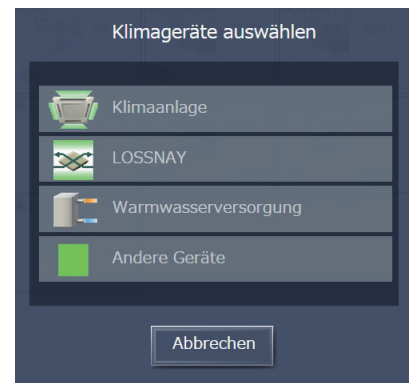 Klimageräte auswählen
Klimaanlage
LOSSNAY
Warmwasserversorgung
Andere Geräte
Abbrechen